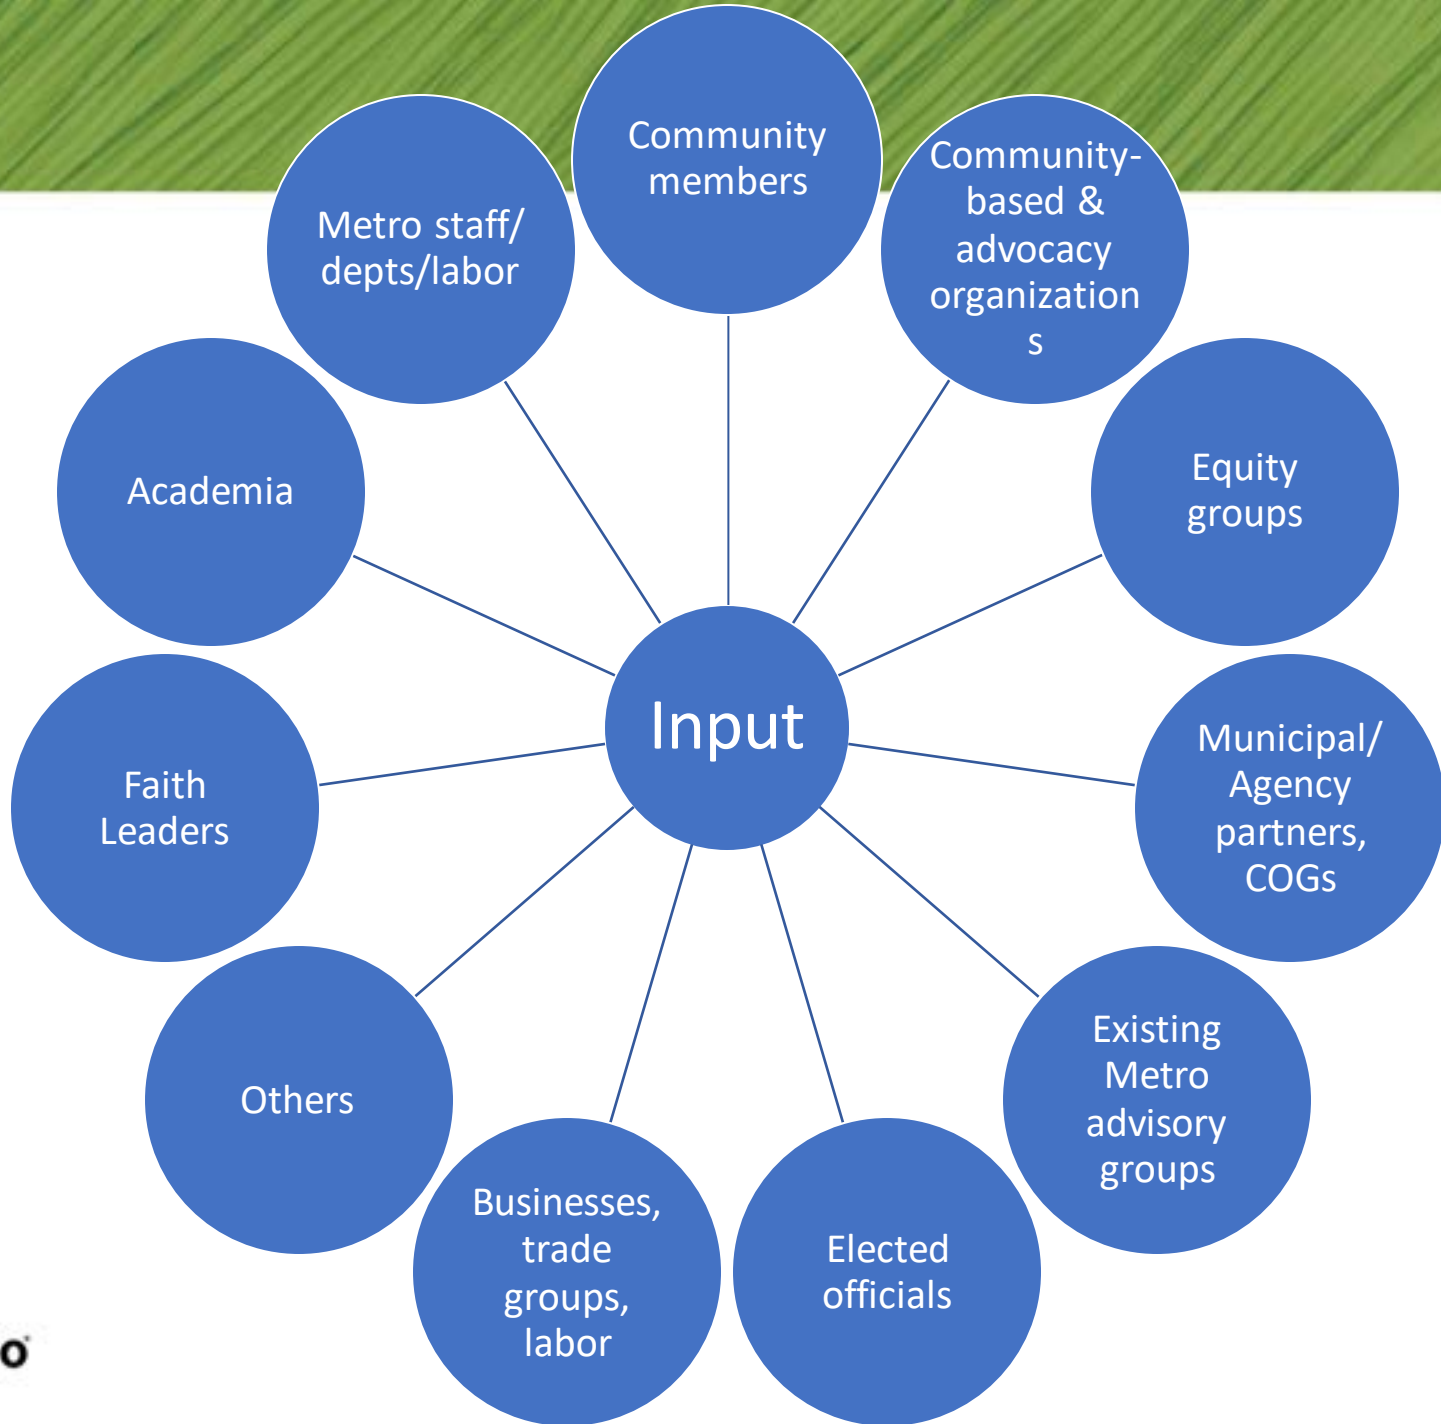 Community
members
Community-
based &
advocacy
organization
s
Equity
groups
Municipal/
Agency
partners,
COGs
Existing
Metro
advisory
groups
Elected
officials
Businesses,
trade
groups,
labor
Others
Faith
Leaders
Academia
Metro staff/
depts/labor
Input
o